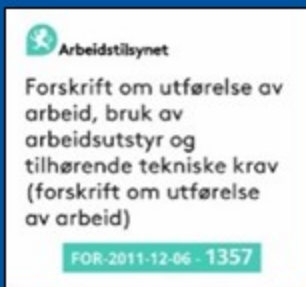 Arbeidstilsynet
Forskrift om utførelse av
arbeid, bruk av
arbeidsutstyr og
tilhørende tekniske krav
(forskrift om utførelse
av arbeid)
FOR-2011-12-06 - 1357